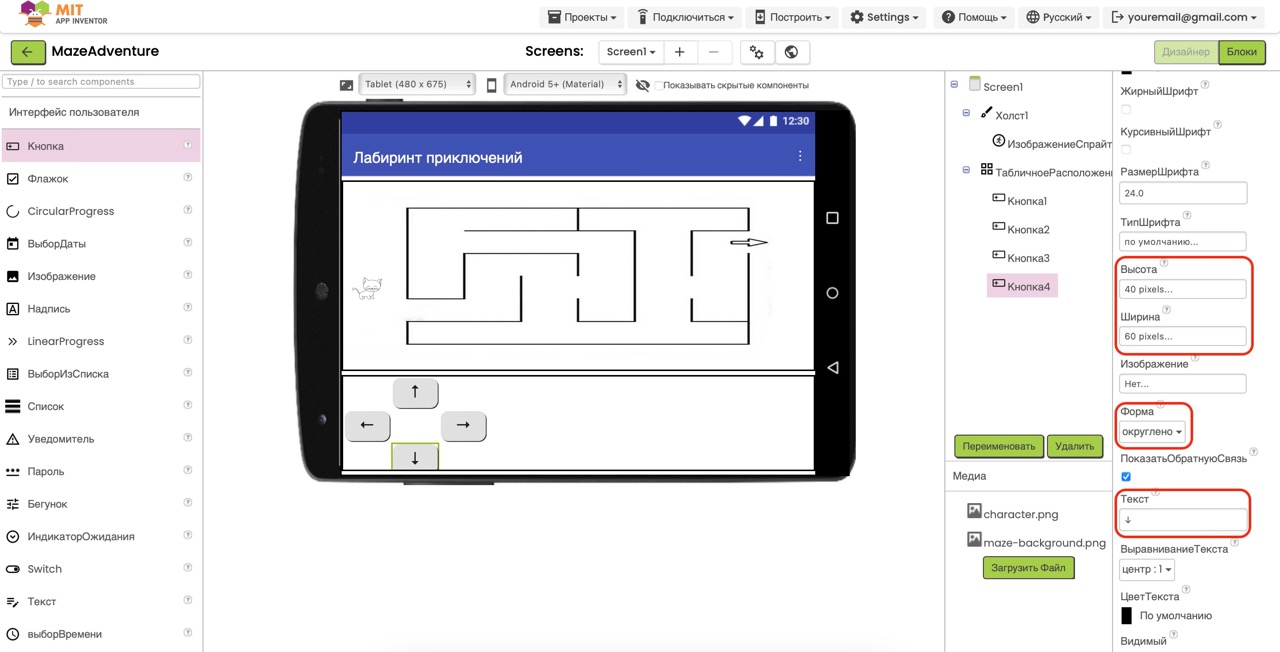 MIT
APP INVENTOR
Проекты
Подключиться
Построить
Settings
Помощь
Русский
youremail@gmail.com
MazeAdventure
Screens:
Screen1
Дизайнер
Блоки
Type / to search components
Интерфейс пользователя
Кнопка
Флажок
CircularProgress
ВыборДаты
Изображение
Надпись
LinearProgress
ВыборИзСписка
Список
Уведомитель
Пароль
Бегунок
ИндикаторОжидания
Switch
Текст
выборВремени
Tablet (480 x 675)
Android 5+ (Material)
Показывать скрытые компоненты
12:30
Лабиринт приключений
↑
←
→
↓
Screen1
Холст1
ИзображениеСпрайт
ТабличноеРасположен
Кнопка1
Кнопка2
Кнопка3
Кнопка4
Переименовать
Удалить
Медиа
character.png
maze-background.png
Загрузить Файл
ЖирныйШрифт
КурсивныйШрифт
РазмерШрифта
24.0
ТипШрифта
по умолчанию...
Высота
40 pixels...
Ширина
60 pixels...
Изображение
Нет...
Форма
округлено
ПоказатьОбратнуюСвязь
Текст
↓
ВыравниваниеТекста
центр : 1
ЦветТекста
По умолчанию
Видимый